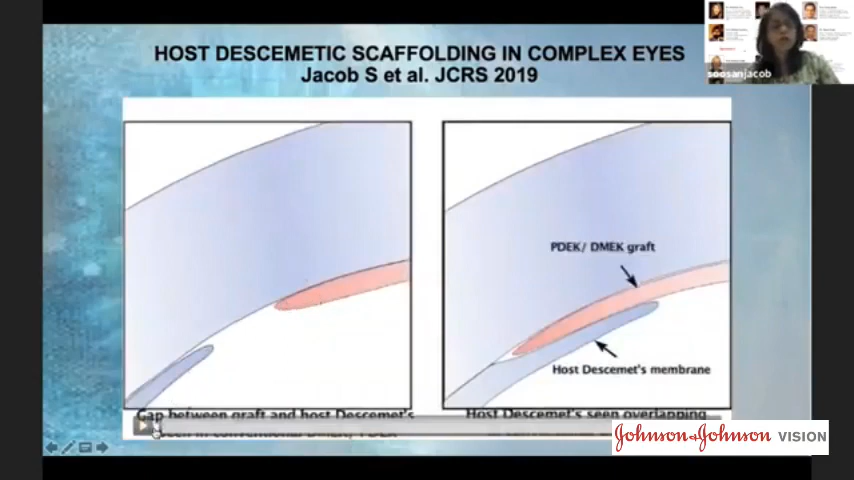 HOST DESCEMETIC SCAFFOLDING IN COMPLEX EYES
Jacob S et al. JCRS 2019
soosanjacob
PDEK/ DMEK graft
Host Descemet's membrane
Gap between graft and host Descemet's
seen in conventional DMEK/ PDEK
Host Descemet's seen overlapping
Johnson & Johnson VISION